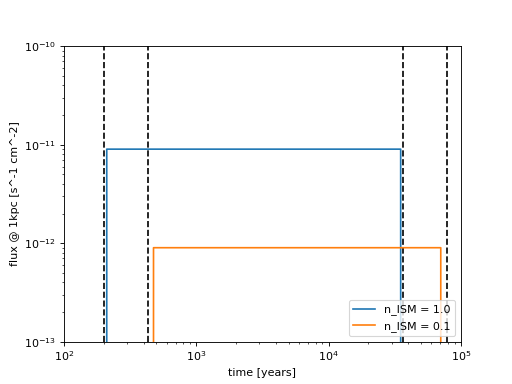 10^-10
10^-11
10^-12
10^-13
flux @ 1kpc [s^-1 cm^-2]
n_ISM = 1.0
n_ISM = 0.1
10^2 10^3 10^4 10^5
time [years]